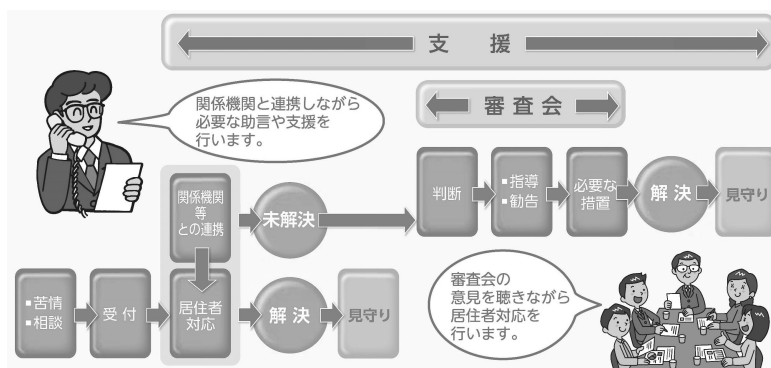 支　援
審査会
関係機関と連携しながら
必要な助言や支援を
行います。
関係機関
等
との連携
未解決
判断
■指導
■勧告
必要な
措置
解決
見守り
■苦情
■相談
受付
居住者
対応
解決
見守り
審査会の
意見を聴きながら
居住者対応を
行います。